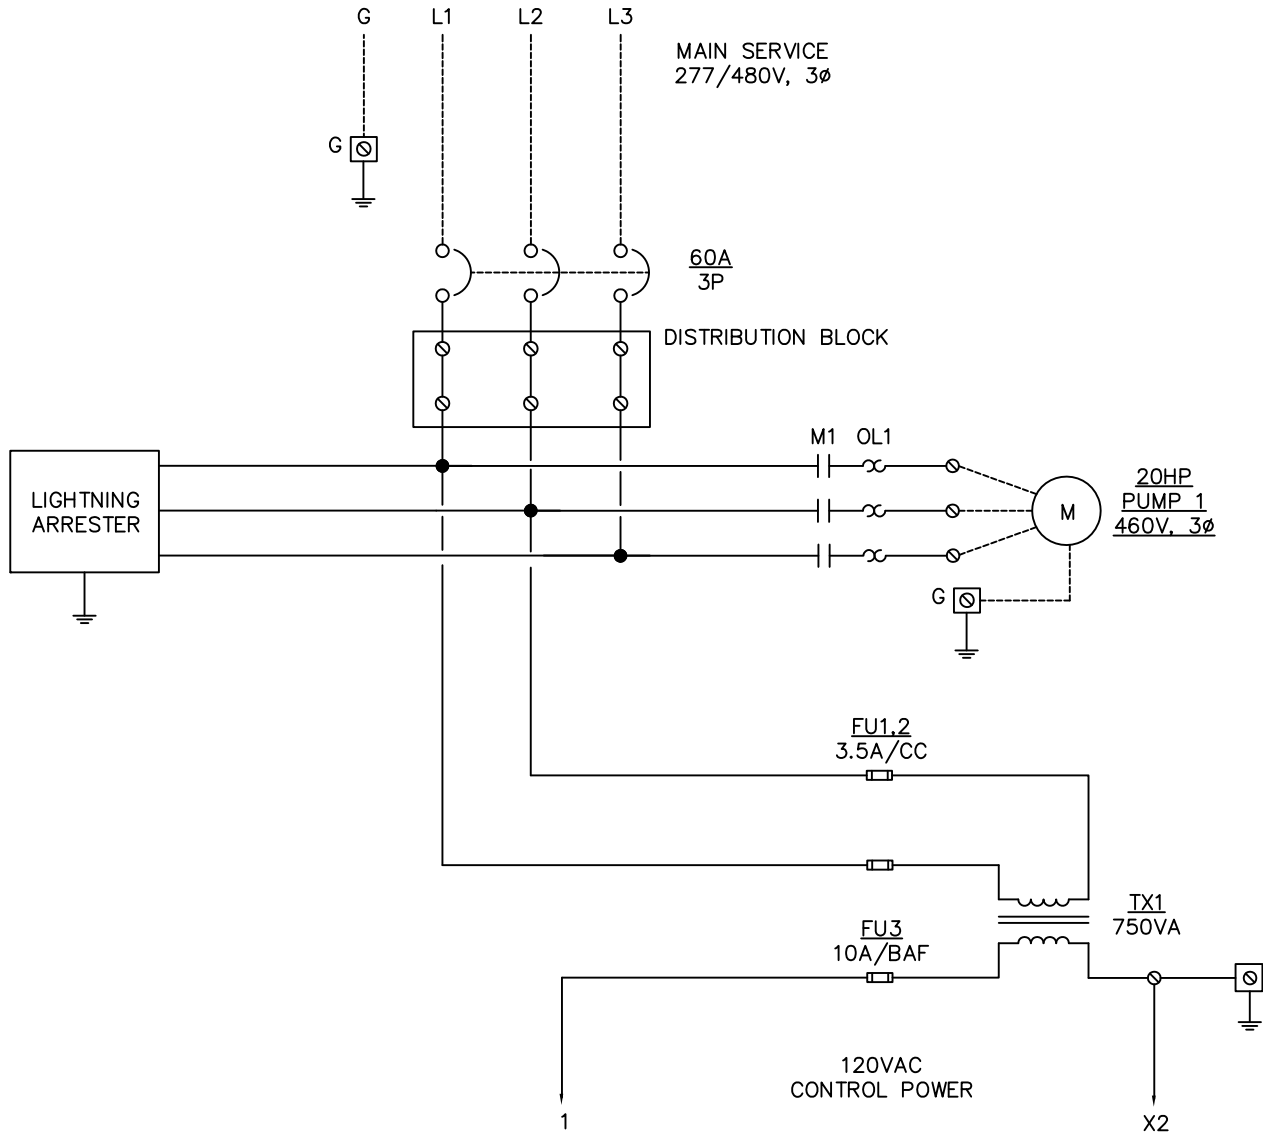 G
L1
L2
L3
MAIN SERVICE
277/480V, 3ø
G
60A
3P
DISTRIBUTION BLOCK
M1
OL1
LIGHTNING
ARRESTER
M
20HP
PUMP 1
460V, 3ø
G
FU1,2
3.5A/CC
TX1
750VA
FU3
10A/BAF
120VAC
CONTROL POWER
1
X2